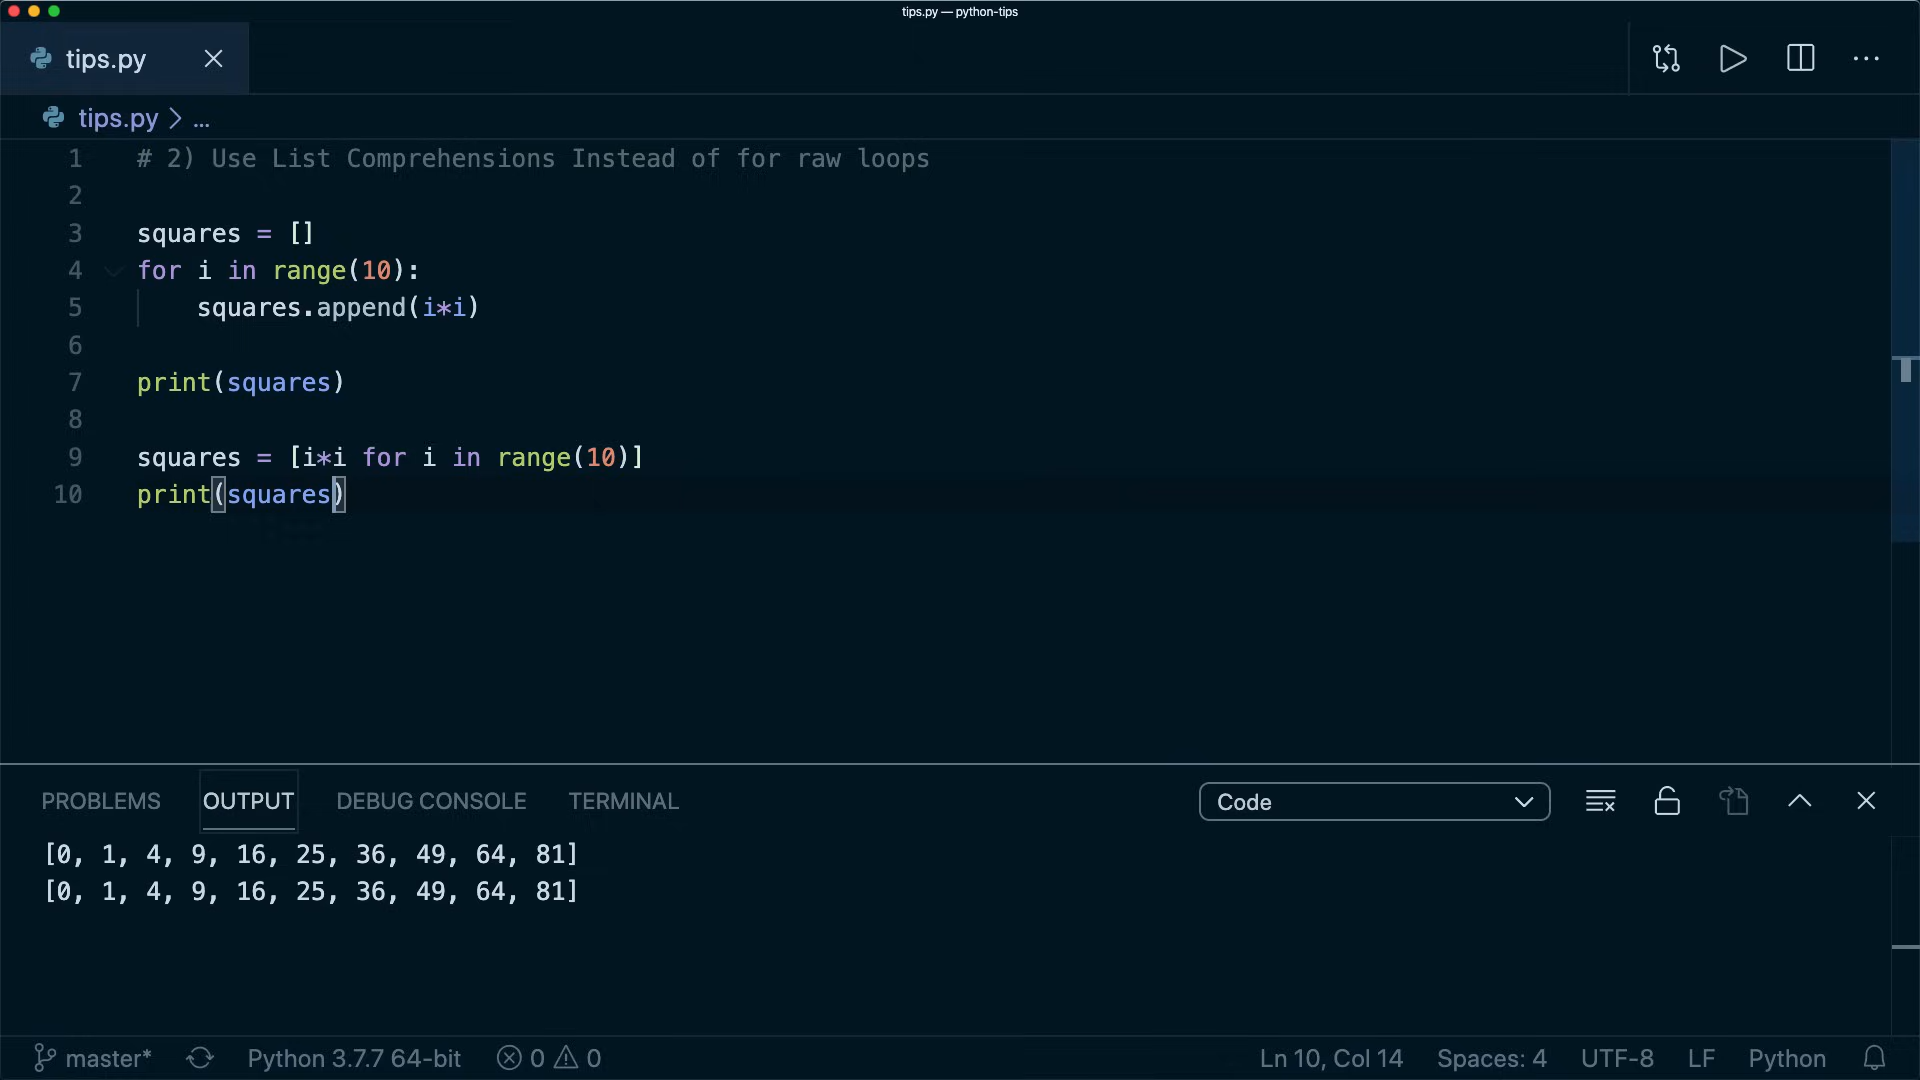 tips.py — python-tips
tips.py
tips.py > ...
1 # 2) Use List Comprehensions Instead of for raw loops
2
3 squares = []
4 for i in range(10):
5     squares.append(i*i)
6
7 print(squares)
8
9 squares = [i*i for i in range(10)]
10 print(squares)
PROBLEMS OUTPUT DEBUG CONSOLE TERMINAL Code
[0, 1, 4, 9, 16, 25, 36, 49, 64, 81]
[0, 1, 4, 9, 16, 25, 36, 49, 64, 81]
master* Python 3.7.7 64-bit 0 0 Ln 10, Col 14 Spaces: 4 UTF-8 LF Python